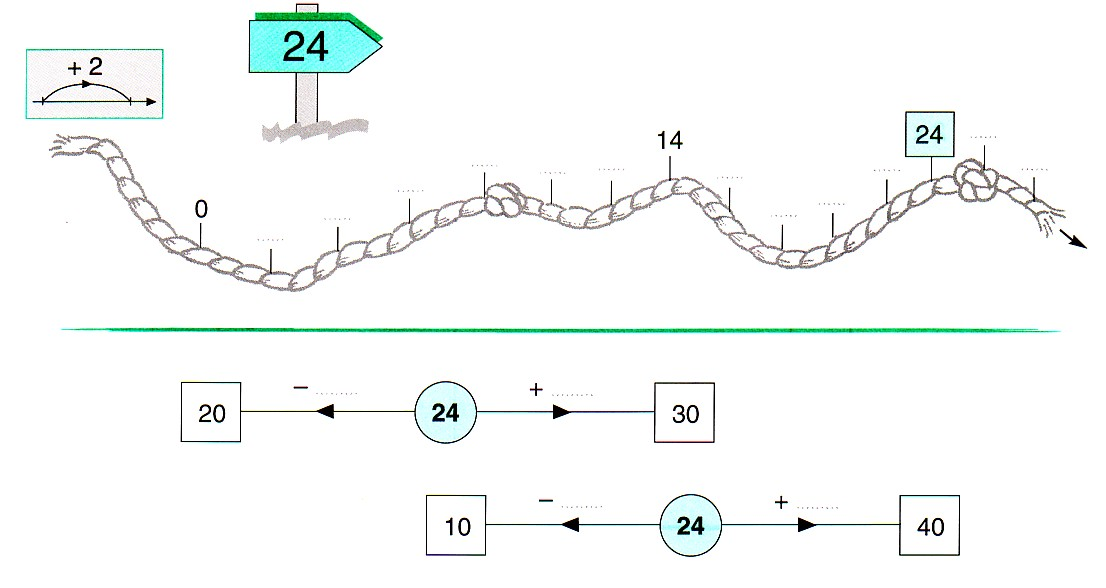 24
+ 2
24
14
0
20 − ........ 24 + ........ 30
10 − ........ 24 + ........ 40